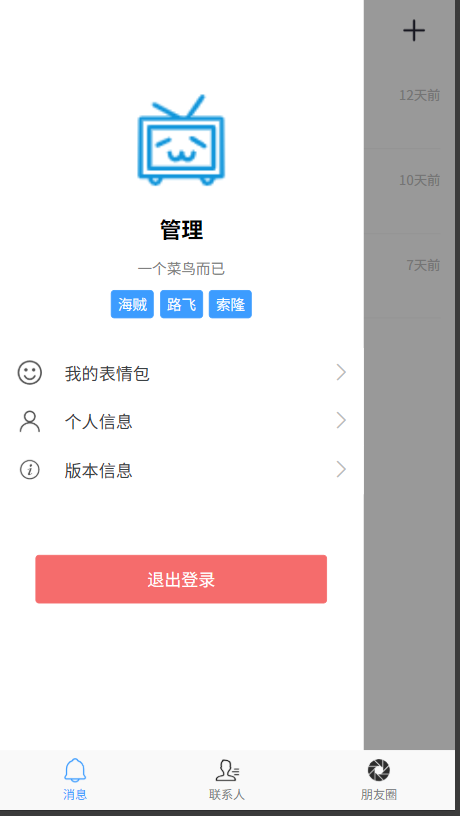 12天前
管理
10天前
一个菜鸟而已
7天前
海贼 路飞 索隆
我的表情包
个人信息
版本信息
退出登录
消息 联系人 朋友圈